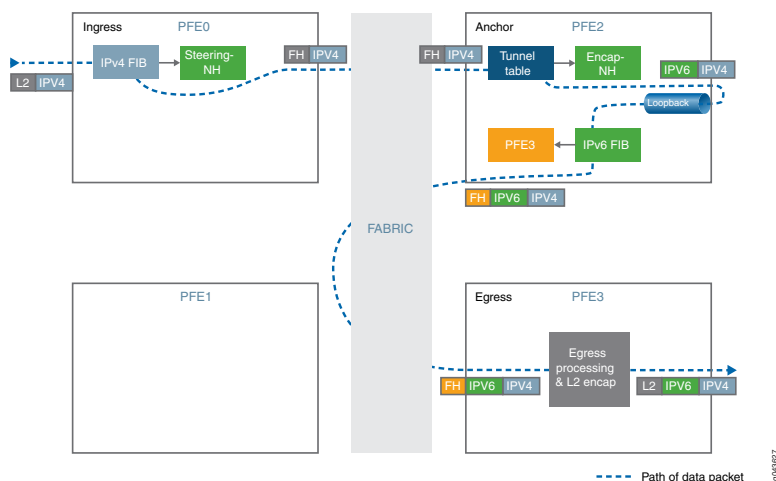 Ingress PFE0
IPv4 FIB
Steering-
NH
L2 IPV4
FH IPV4
FH IPV4
Anchor PFE2
Tunnel
table
Encap-
NH
IPV6 IPV4
Loopback
PFE3
IPv6 FIB
FH IPV6 IPV4
FABRIC
PFE1
Egress PFE3
Egress
processing
& L2 encap
FH IPV6 IPV4
L2 IPV6 IPV4
Path of data packet
g043627